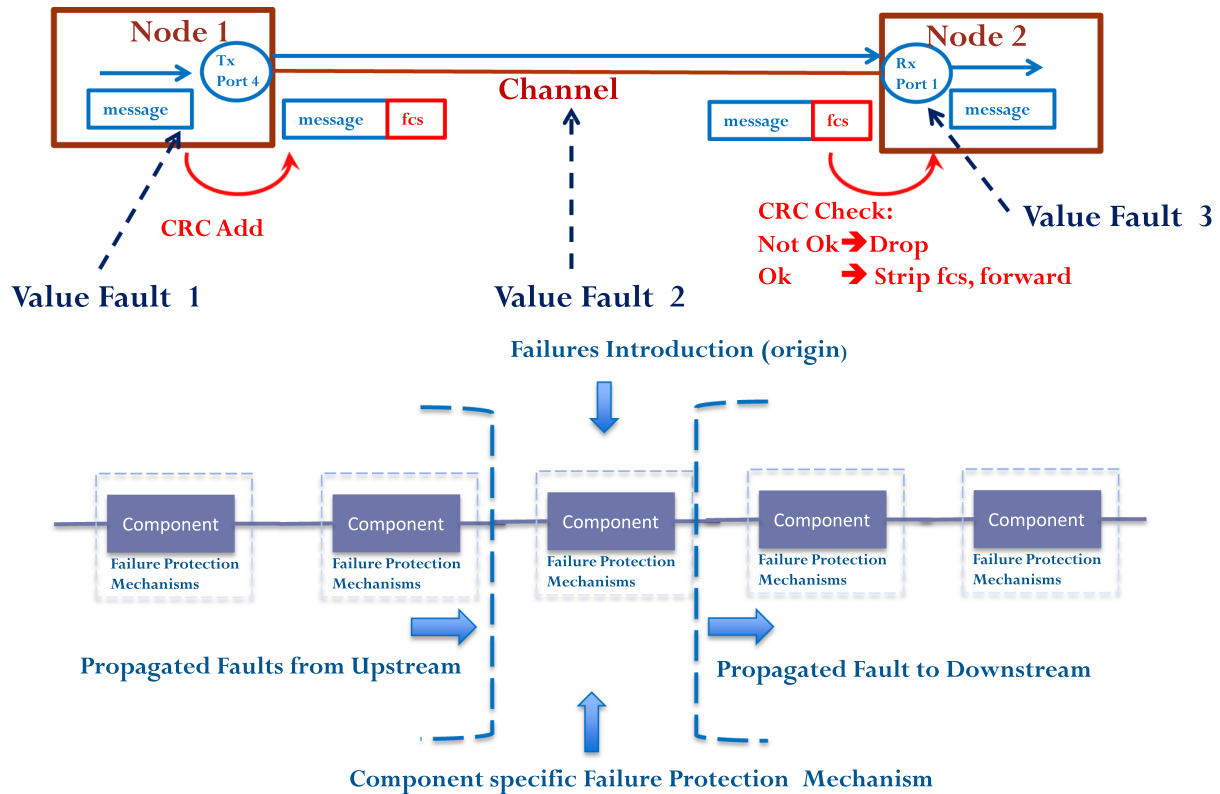 Node 1
Node 2
Tx
Port 4
Rx
Port 1
Channel
message
message fcs
message fcs
message
CRC Add
CRC Check:
Not Ok ➔ Drop
Ok ➔ Strip fcs, forward
Value Fault 3
Value Fault 1
Value Fault 2
Failures Introduction (origin)
Component
Component
Component
Component
Component
Failure Protection
Mechanisms
Failure Protection
Mechanisms
Failure Protection
Mechanisms
Failure Protection
Mechanisms
Failure Protection
Mechanisms
Propagated Faults from Upstream
Propagated Fault to Downstream
Component specific Failure Protection Mechanism